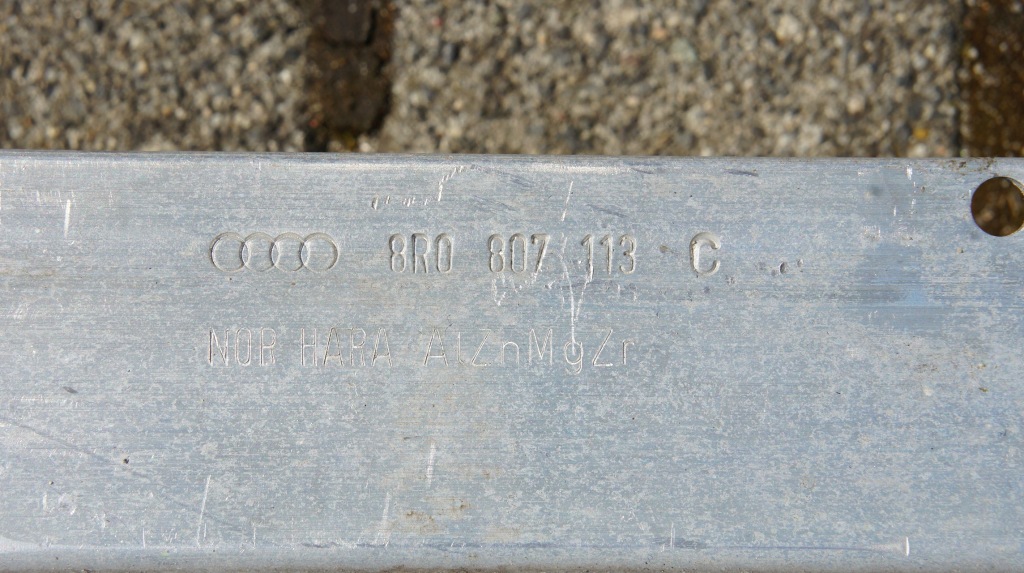 8R0 807 113 C
NOR HARA AlZnMgZr